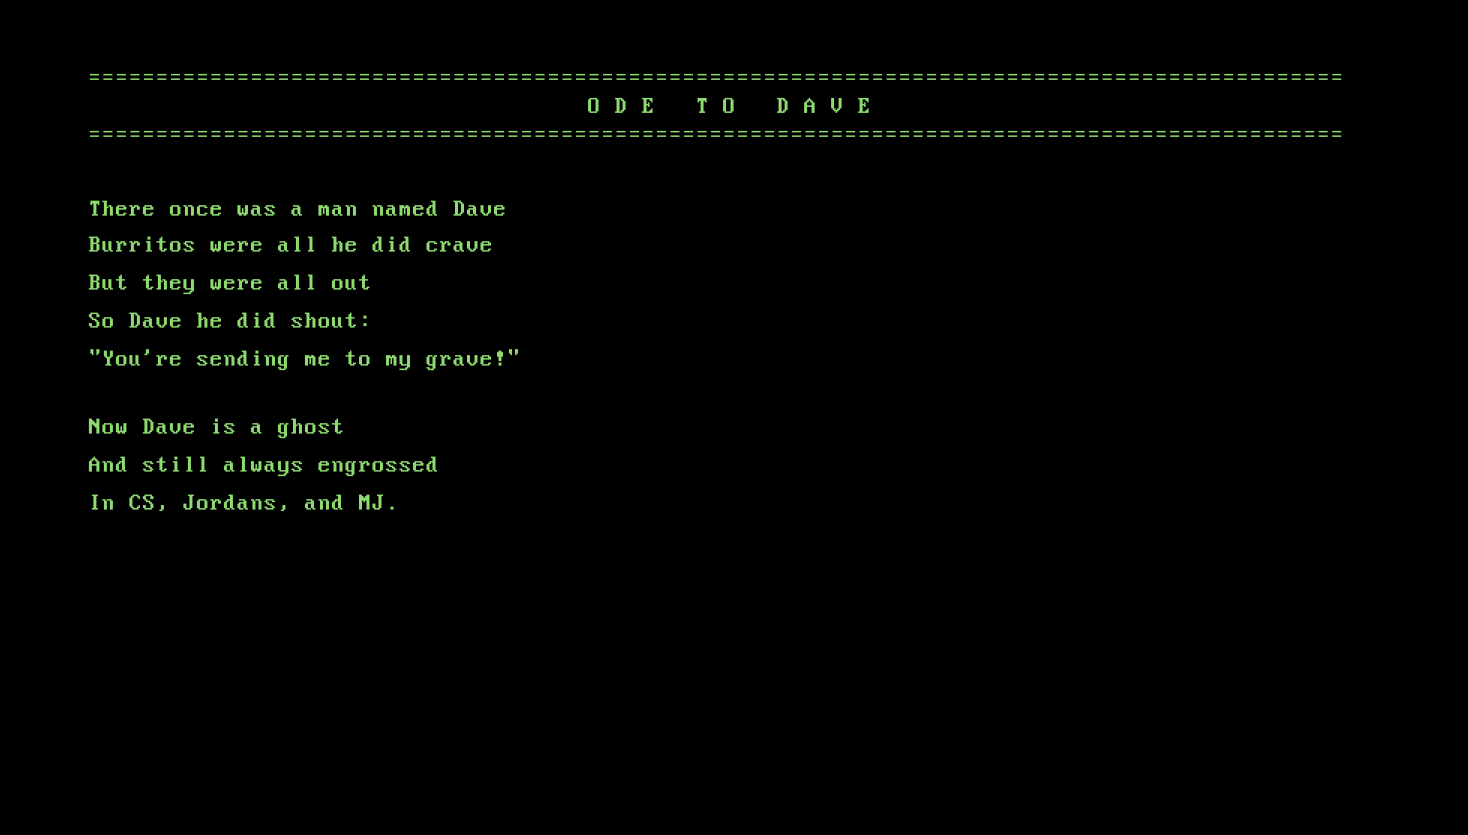 =============================================================================================
O D E   T O   D A V E
=============================================================================================
There once was a man named Dave
Burritos were all he did crave
But they were all out
So Dave he did shout:
"You're sending me to my grave!"
Now Dave is a ghost
And still always engrossed
In CS, Jordans, and MJ.